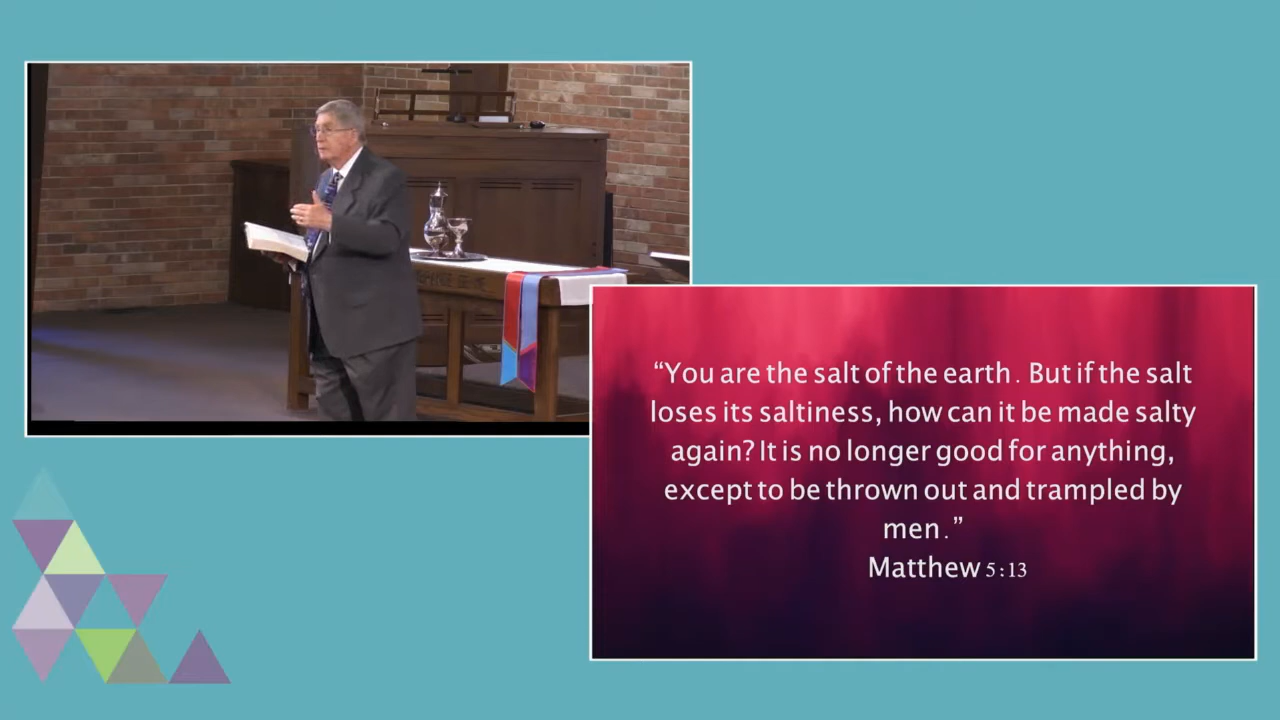 “You are the salt of the earth. But if the salt
loses its saltiness, how can it be made salty
again? It is no longer good for anything,
except to be thrown out and trampled by
men.”
Matthew 5:13